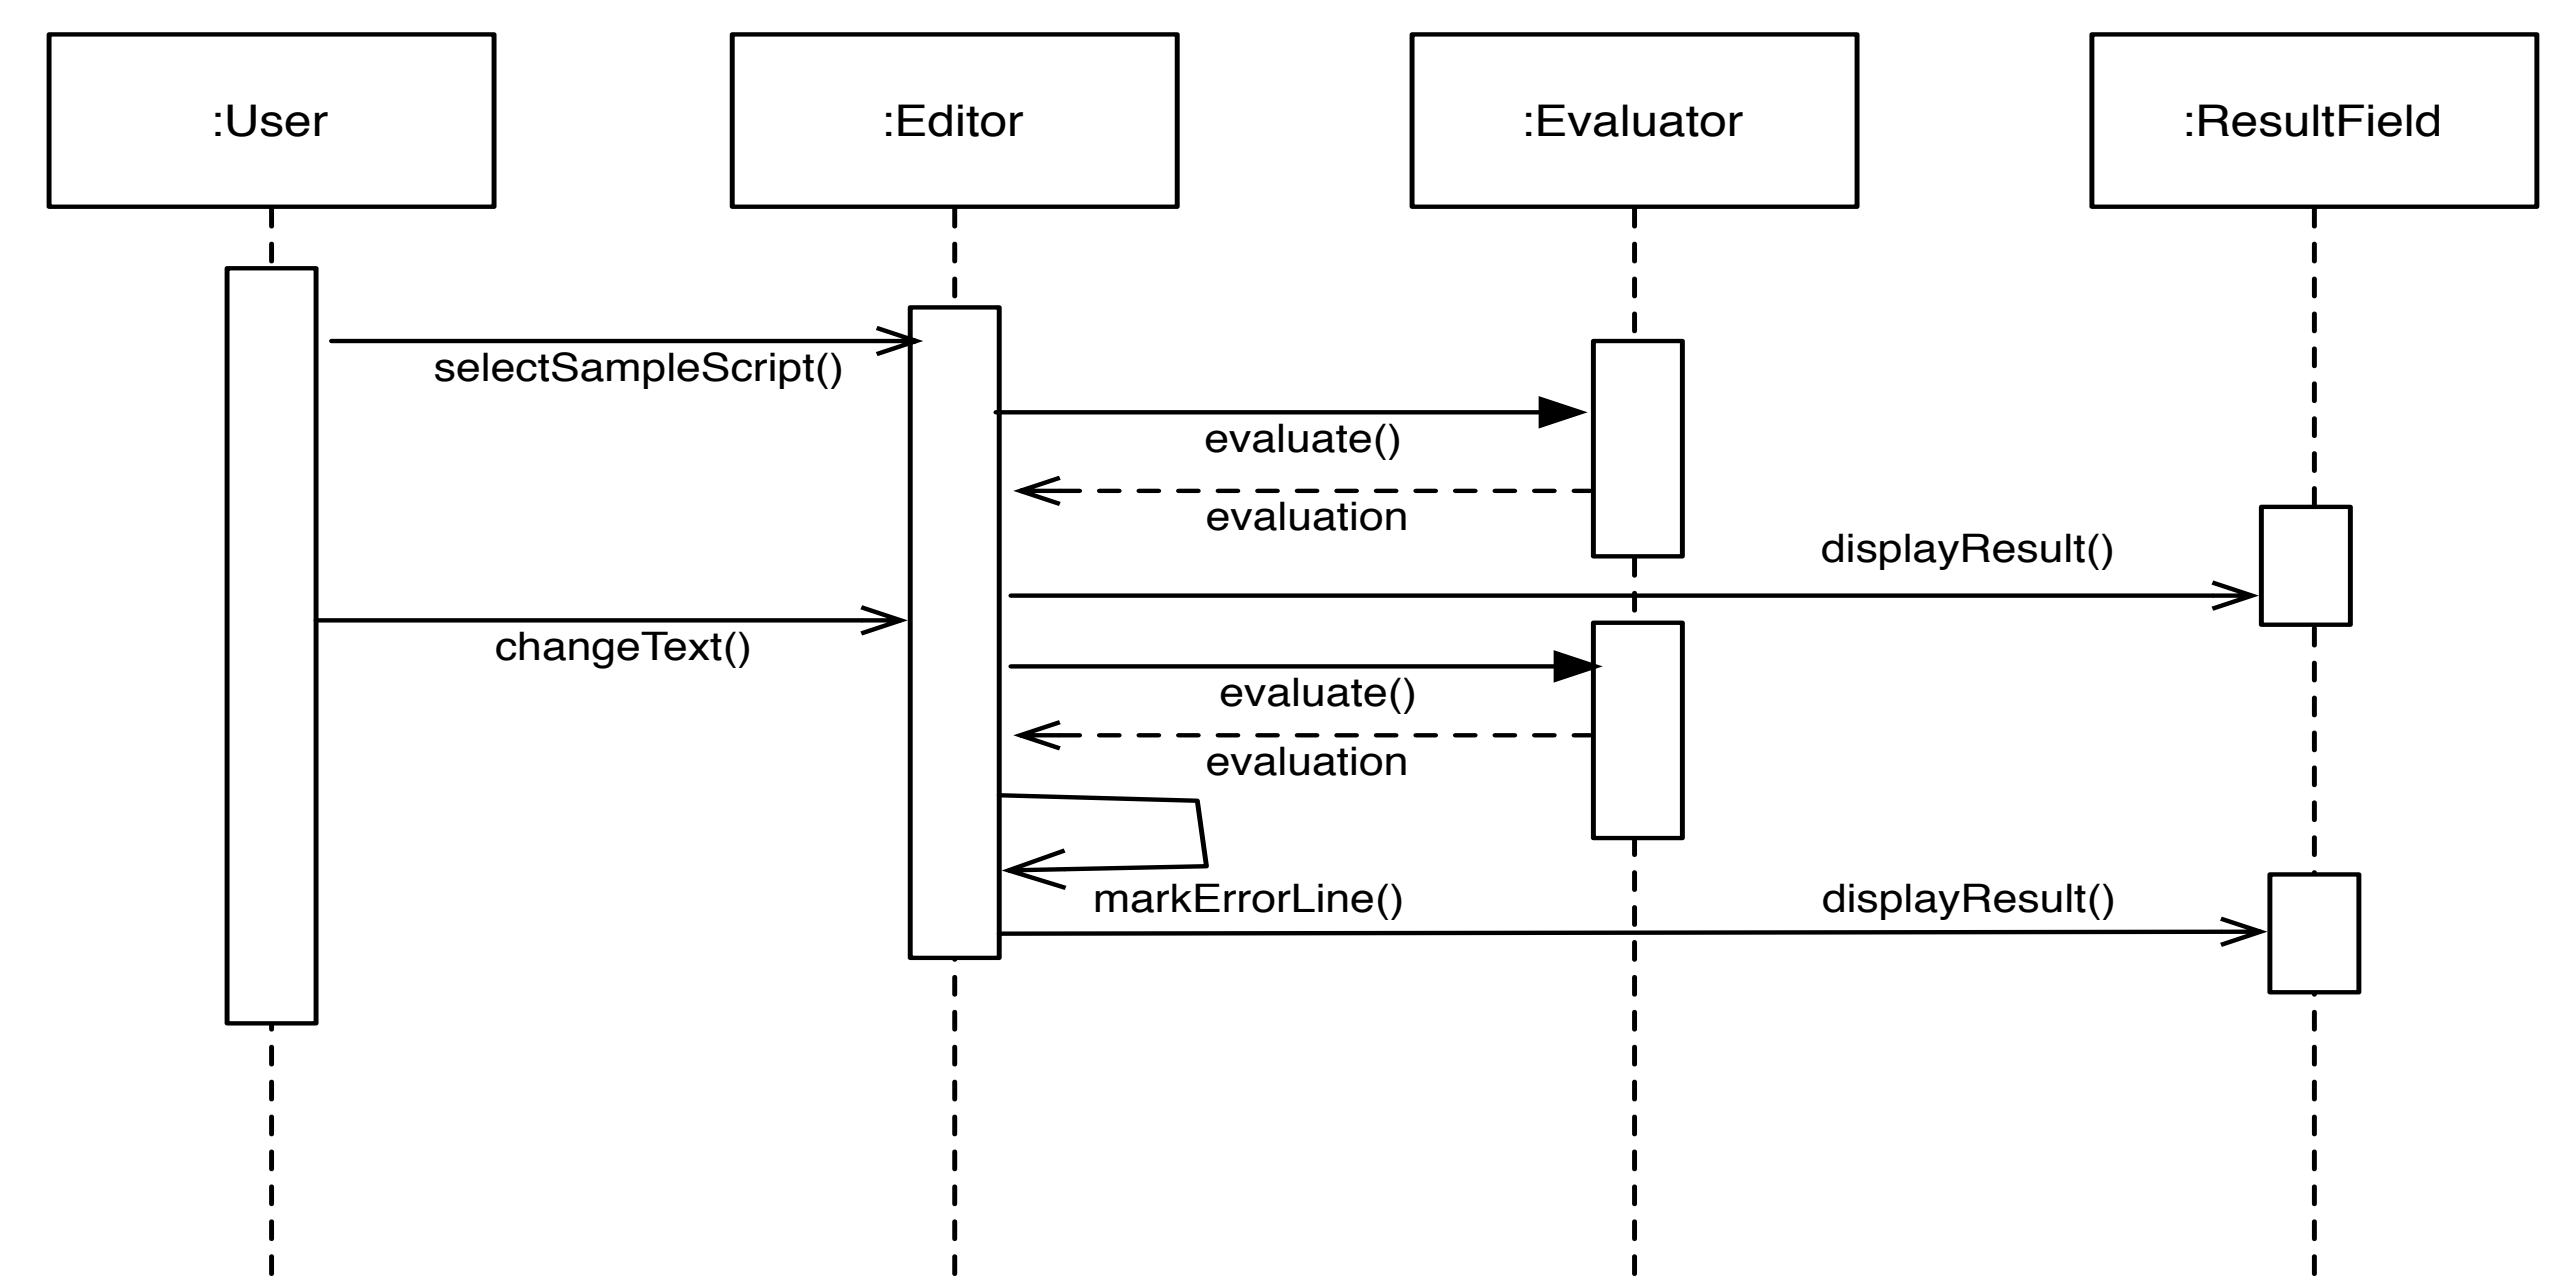 :User
:Editor
:Evaluator
:ResultField
selectSampleScript()
evaluate()
evaluation
displayResult()
changeText()
evaluate()
evaluation
markErrorLine()
displayResult()